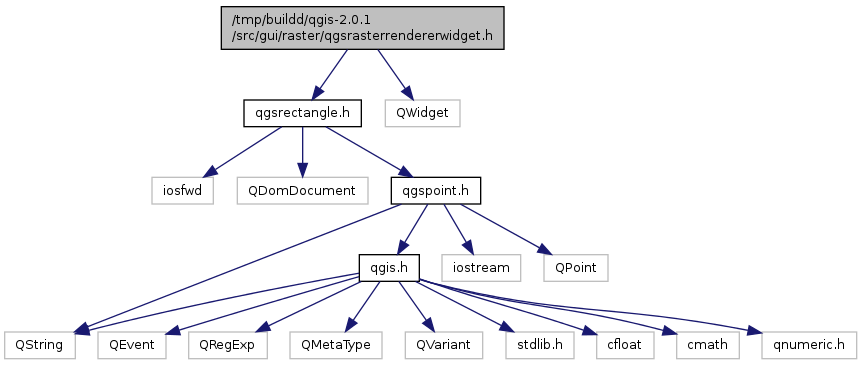 /tmp/buildd/qgis-2.0.1
/src/gui/raster/qgsrasterrendererwidget.h
qgsrectangle.h
QWidget
iosfwd
QDomDocument
qgspoint.h
qgis.h
iostream
QPoint
QString
QEvent
QRegExp
QMetaType
QVariant
stdlib.h
cfloat
cmath
qnumeric.h